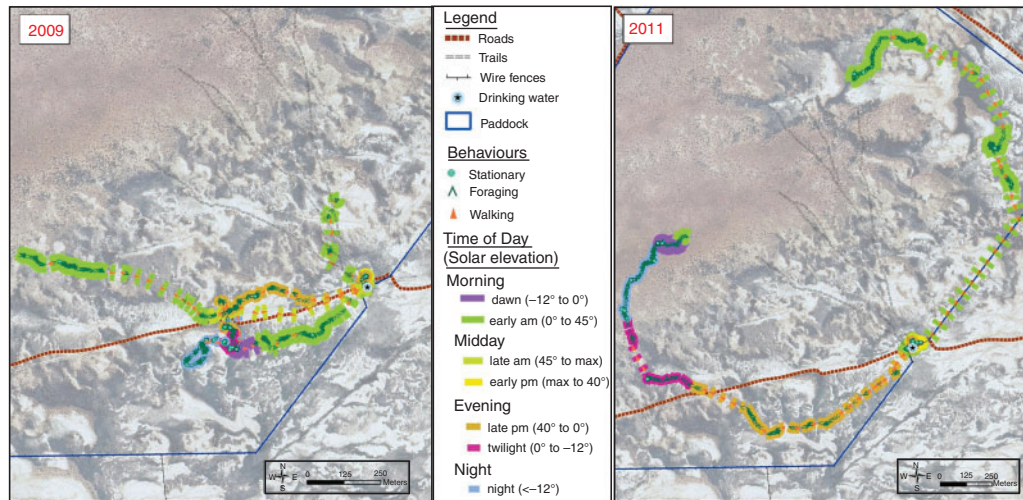 2009
N
W E
S
0 125 250
Meters
Legend
Roads
Trails
Wire fences
Drinking water
Paddock
Behaviours
Stationary
Foraging
Walking
Time of Day
(Solar elevation)
Morning
dawn (–12° to 0°)
early am (0° to 45°)
Midday
late am (45° to max)
early pm (max to 40°)
Evening
late pm (40° to 0°)
twilight (0° to –12°)
Night
night (<–12°)
2011
N
W E
S
0 125 250
Meters